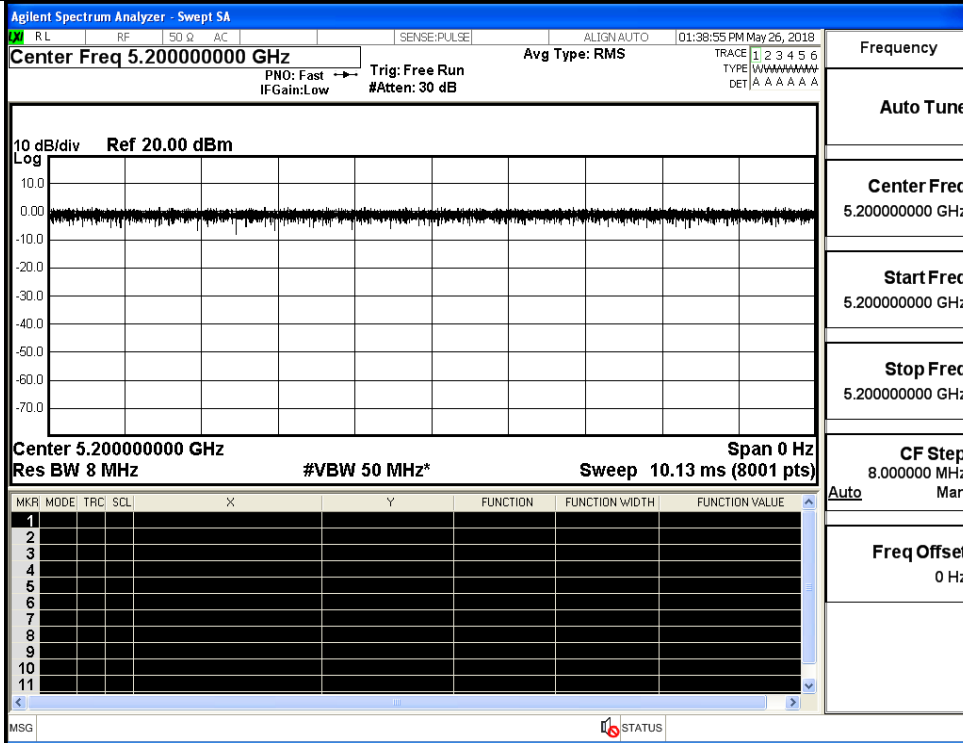 Agilent Spectrum Analyzer - Swept SA
LXI RL RF 50 Ω AC SENSE:PULSE ALIGN AUTO 01:38:55 PM May 26, 2018
Center Freq 5.200000000 GHz
Avg Type: RMS
TRACE 1 2 3 4 5 6
TYPE WWWWWW
DET A A A A A A
PNO: Fast
IFGain:Low
Trig: Free Run
#Atten: 30 dB
10 dB/div Ref 20.00 dBm
Log
10.0
0.00
-10.0
-20.0
-30.0
-40.0
-50.0
-60.0
-70.0
Center 5.200000000 GHz Span 0 Hz
Res BW 8 MHz #VBW 50 MHz* Sweep 10.13 ms (8001 pts)
MKR MODE TRC SCL X Y FUNCTION FUNCTION WIDTH FUNCTION VALUE
1
2
3
4
5
6
7
8
9
10
11
MSG STATUS
Frequency
Auto Tune
Center Freq
5.200000000 GHz
Start Freq
5.200000000 GHz
Stop Freq
5.200000000 GHz
CF Step
8.000000 MHz
Auto Man
Freq Offset
0 Hz